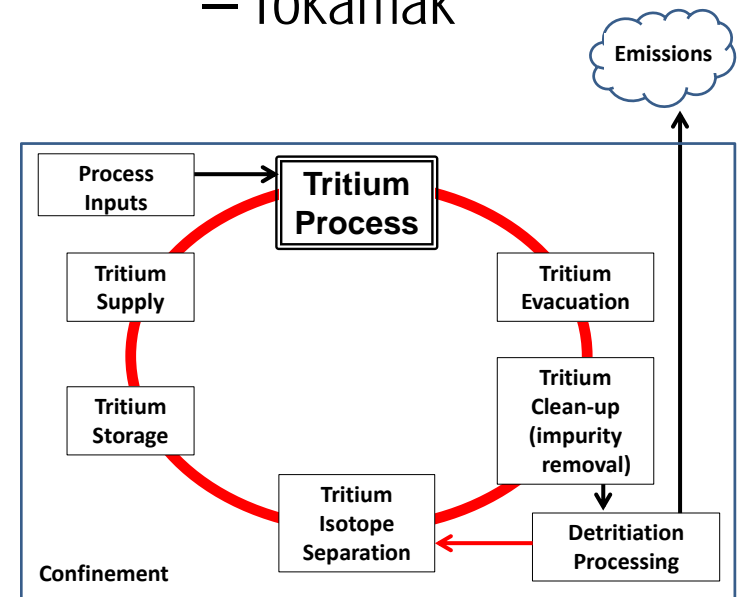 – Tokamak
Emissions
Process
Inputs
Tritium
Process
Tritium
Supply
Tritium
Evacuation
Tritium
Storage
Tritium
Clean-up
(impurity
removal)
Tritium
Isotope
Separation
Detritiation
Processing
Confinement